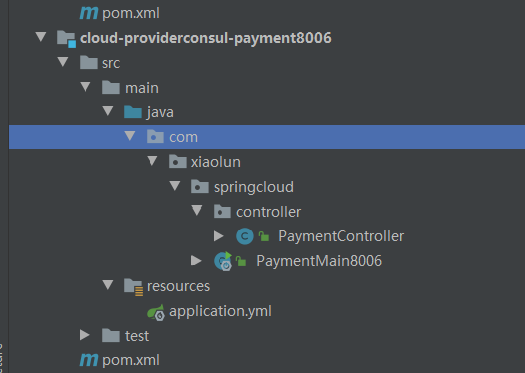 pom.xml
cloud-providerconsul-payment8006
src
main
java
com
xiaolun
springcloud
controller
PaymentController
PaymentMain8006
resources
application.yml
test
pom.xml